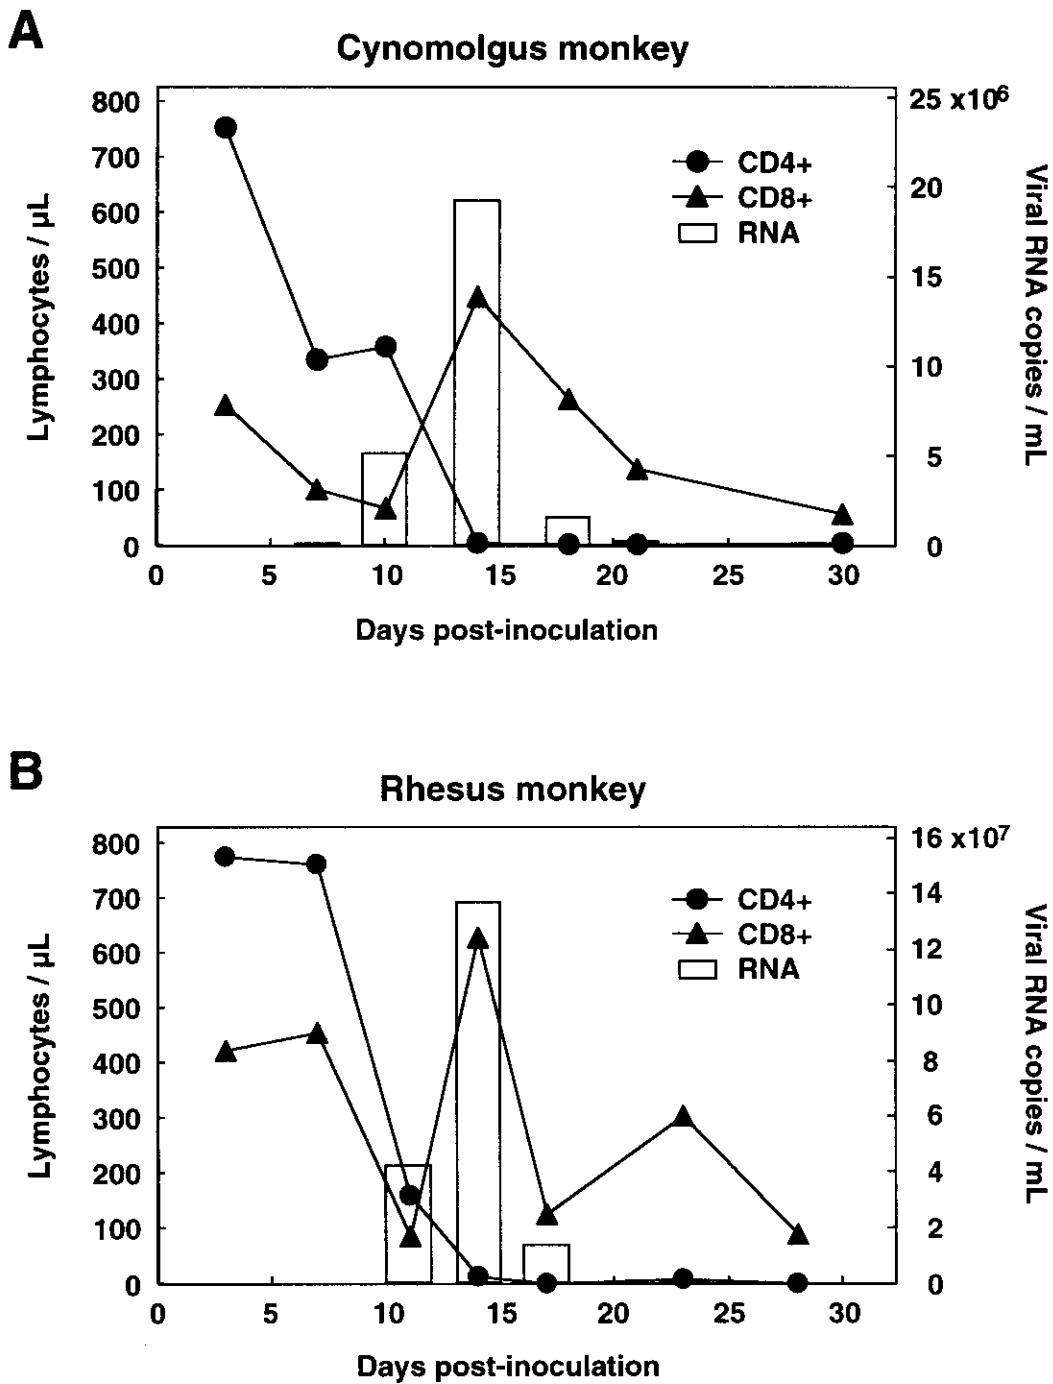 A
Cynomolgus monkey
800
700
600
500
400
300
200
100
0
Lymphocytes / µL
CD4+
CD8+
RNA
25 x10⁶
20
15
10
5
0
Viral RNA copies / mL
0 5 10 15 20 25 30
Days post-inoculation
B
Rhesus monkey
800
700
600
500
400
300
200
100
0
Lymphocytes / µL
CD4+
CD8+
RNA
16 x10⁷
14
12
10
8
6
4
2
0
Viral RNA copies / mL
0 5 10 15 20 25 30
Days post-inoculation